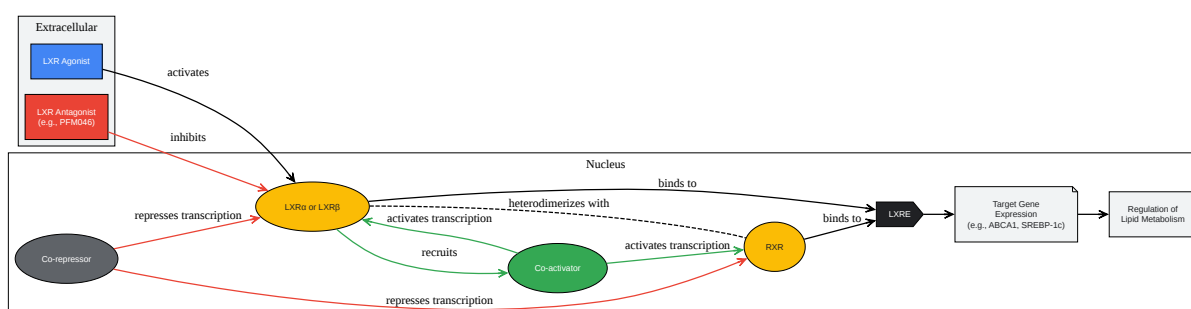 Extracellular
LXR Agonist
activates
LXR Antagonist
(e.g., PFM046)
inhibits
Nucleus
LXRα or LXRβ
binds to
represses transcription
activates transcription
heterodimerizes with
binds to
LXRE
Target Gene
Expression
(e.g., ABCA1, SREBP-1c)
Regulation of
Lipid Metabolism
Co-repressor
recruits
Co-activator
activates transcription
RXR
represses transcription